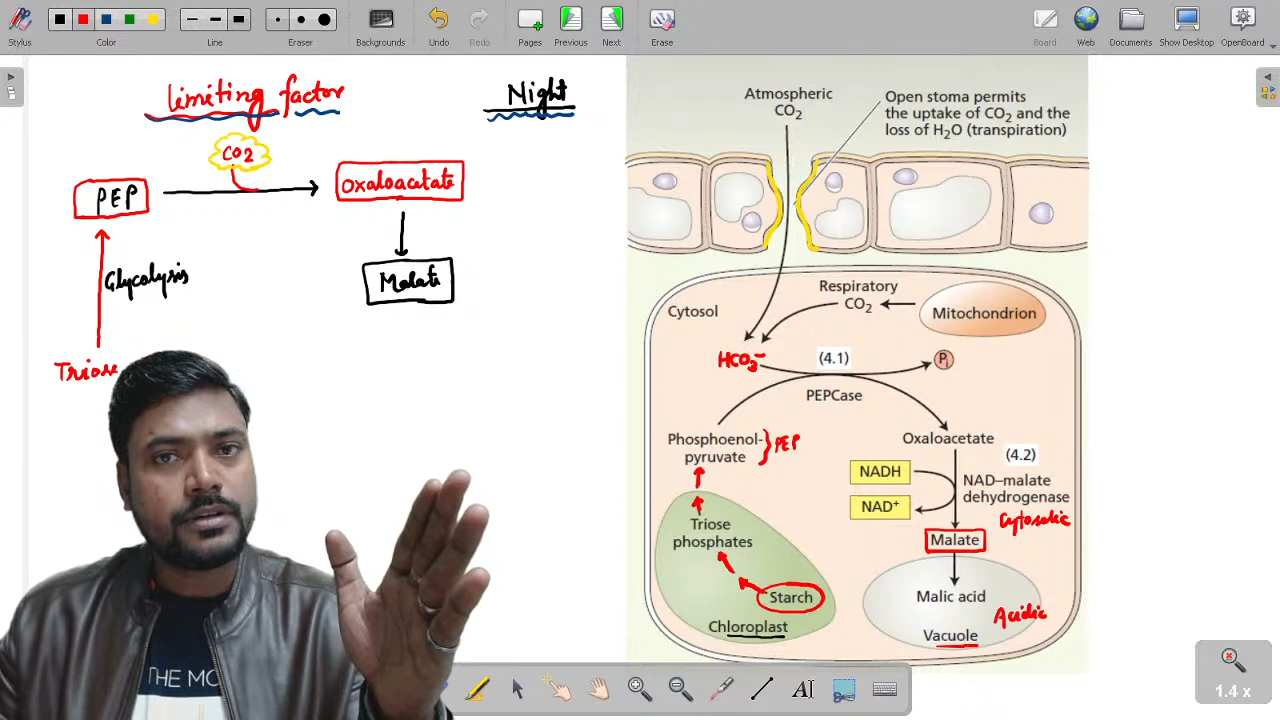 Stylus
Color
Line
Eraser
Backgrounds
Undo
Redo
Pages
Previous
Next
Erase
Board
Web
Documents
Show Desktop
OpenBoard
limiting factor
Night
CO2
PEP
Oxaloacetate
Glycolysis
Malate
Triose
Atmospheric
CO2
Open stoma permits
the uptake of CO2 and the
loss of H2O (transpiration)
Respiratory
CO2
Cytosol
Mitochondrion
HCO3-
(4.1)
Pi
PEPCase
Phosphoenol-
pyruvate
PEP
Oxaloacetate
(4.2)
NADH
NAD+
NAD–malate
dehydrogenase
Cytosolic
Triose
phosphates
Malate
Starch
Malic acid
Acidic
Chloroplast
Vacuole
THE MO
1.4 x